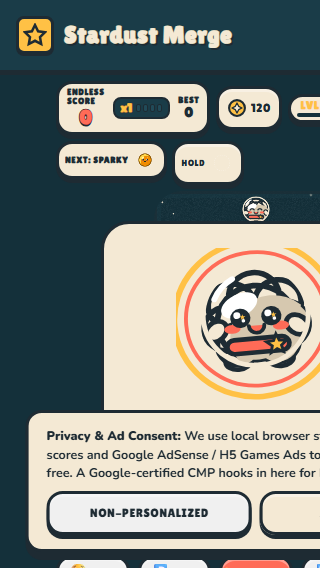 Stardust Merge
ENDLESS
SCORE
0
x1
BEST
0
120
LVL
NEXT: SPARKY
HOLD
Privacy & Ad Consent: We use local browser s
scores and Google AdSense / H5 Games Ads to
free. A Google-certified CMP hooks in here for
NON-PERSONALIZED